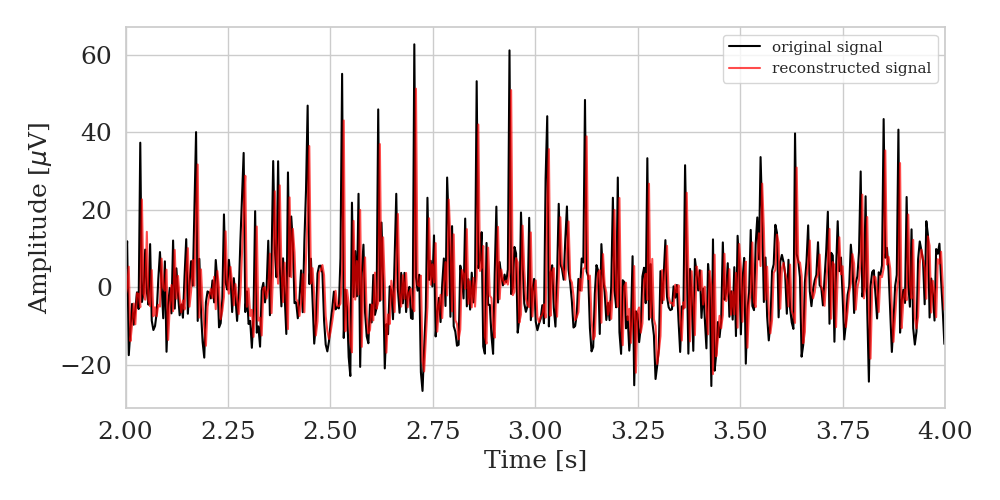 original signal
reconstructed signal
Amplitude [μV]
60
40
20
0
−20
2.00 2.25 2.50 2.75 3.00 3.25 3.50 3.75 4.00
Time [s]